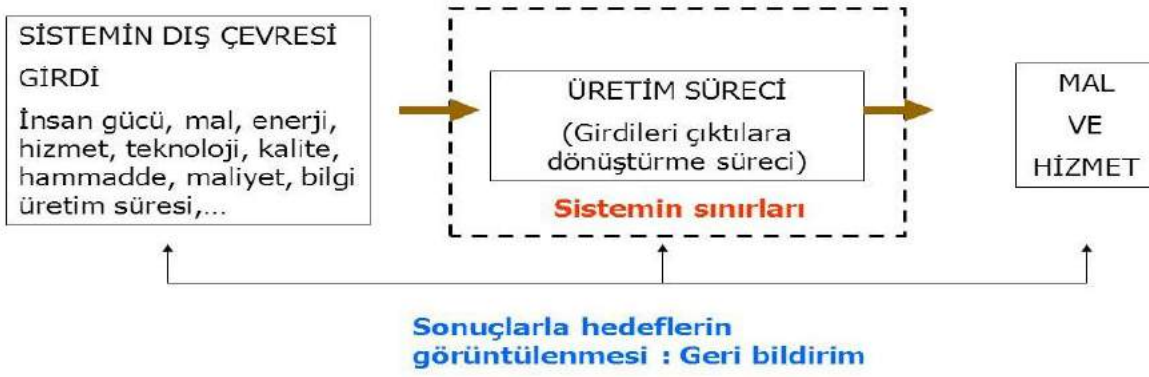 SİSTEMİN DIŞ ÇEVRESİ
GİRDİ
İnsan gücü, mal, enerji,
hizmet, teknoloji, kalite,
hammadde, maliyet, bilgi
üretim süresi,...
ÜRETİM SÜRECİ
(Girdileri çıktılara
dönüştürme süreci)
Sistemin sınırları
MAL
VE
HİZMET
Sonuçlarla hedeflerin
görüntülenmesi : Geri bildirim